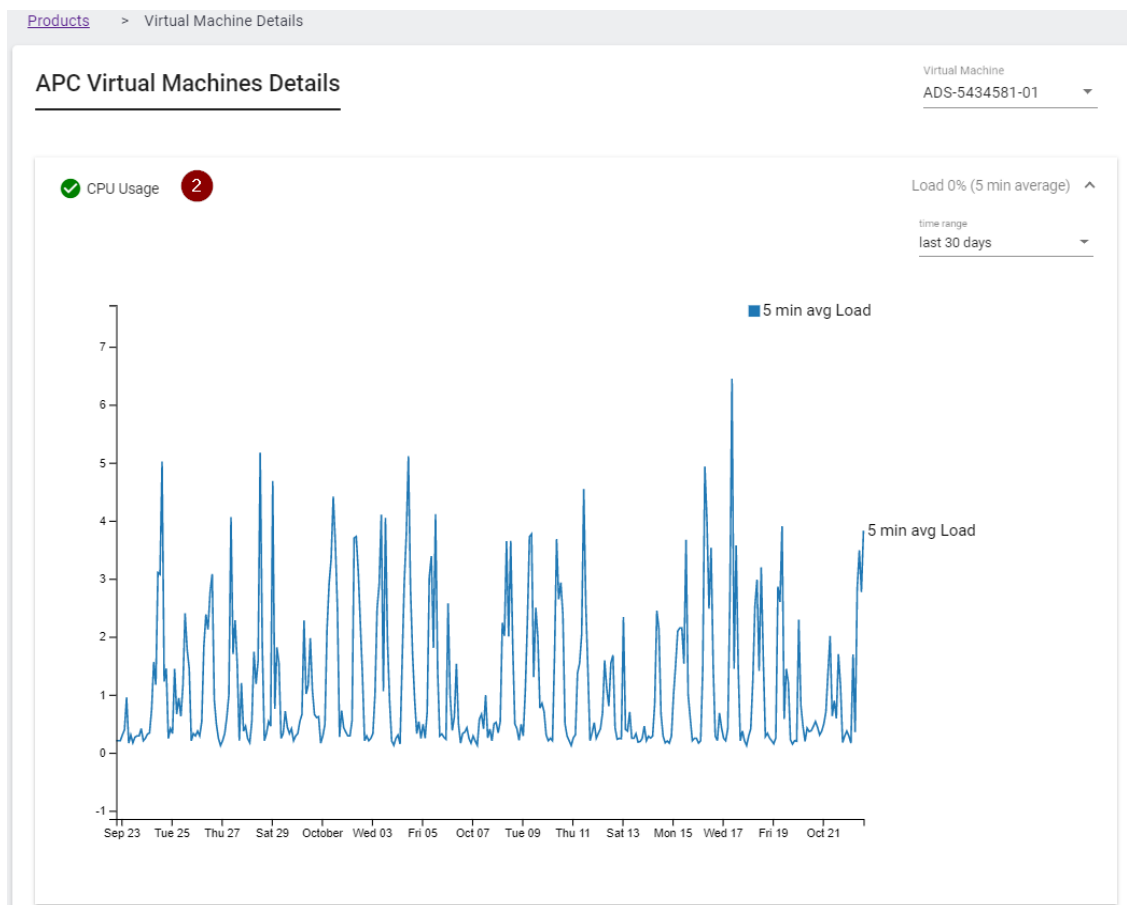 Products > Virtual Machine Details
APC Virtual Machines Details
Virtual Machine
ADS-5434581-01
CPU Usage 2
Load 0% (5 min average)
time range
last 30 days
5 min avg Load
7
6
5
4
5 min avg Load
3
2
1
0
-1
Sep 23 Tue 25 Thu 27 Sat 29 October Wed 03 Fri 05 Oct 07 Tue 09 Thu 11 Sat 13 Mon 15 Wed 17 Fri 19 Oct 21